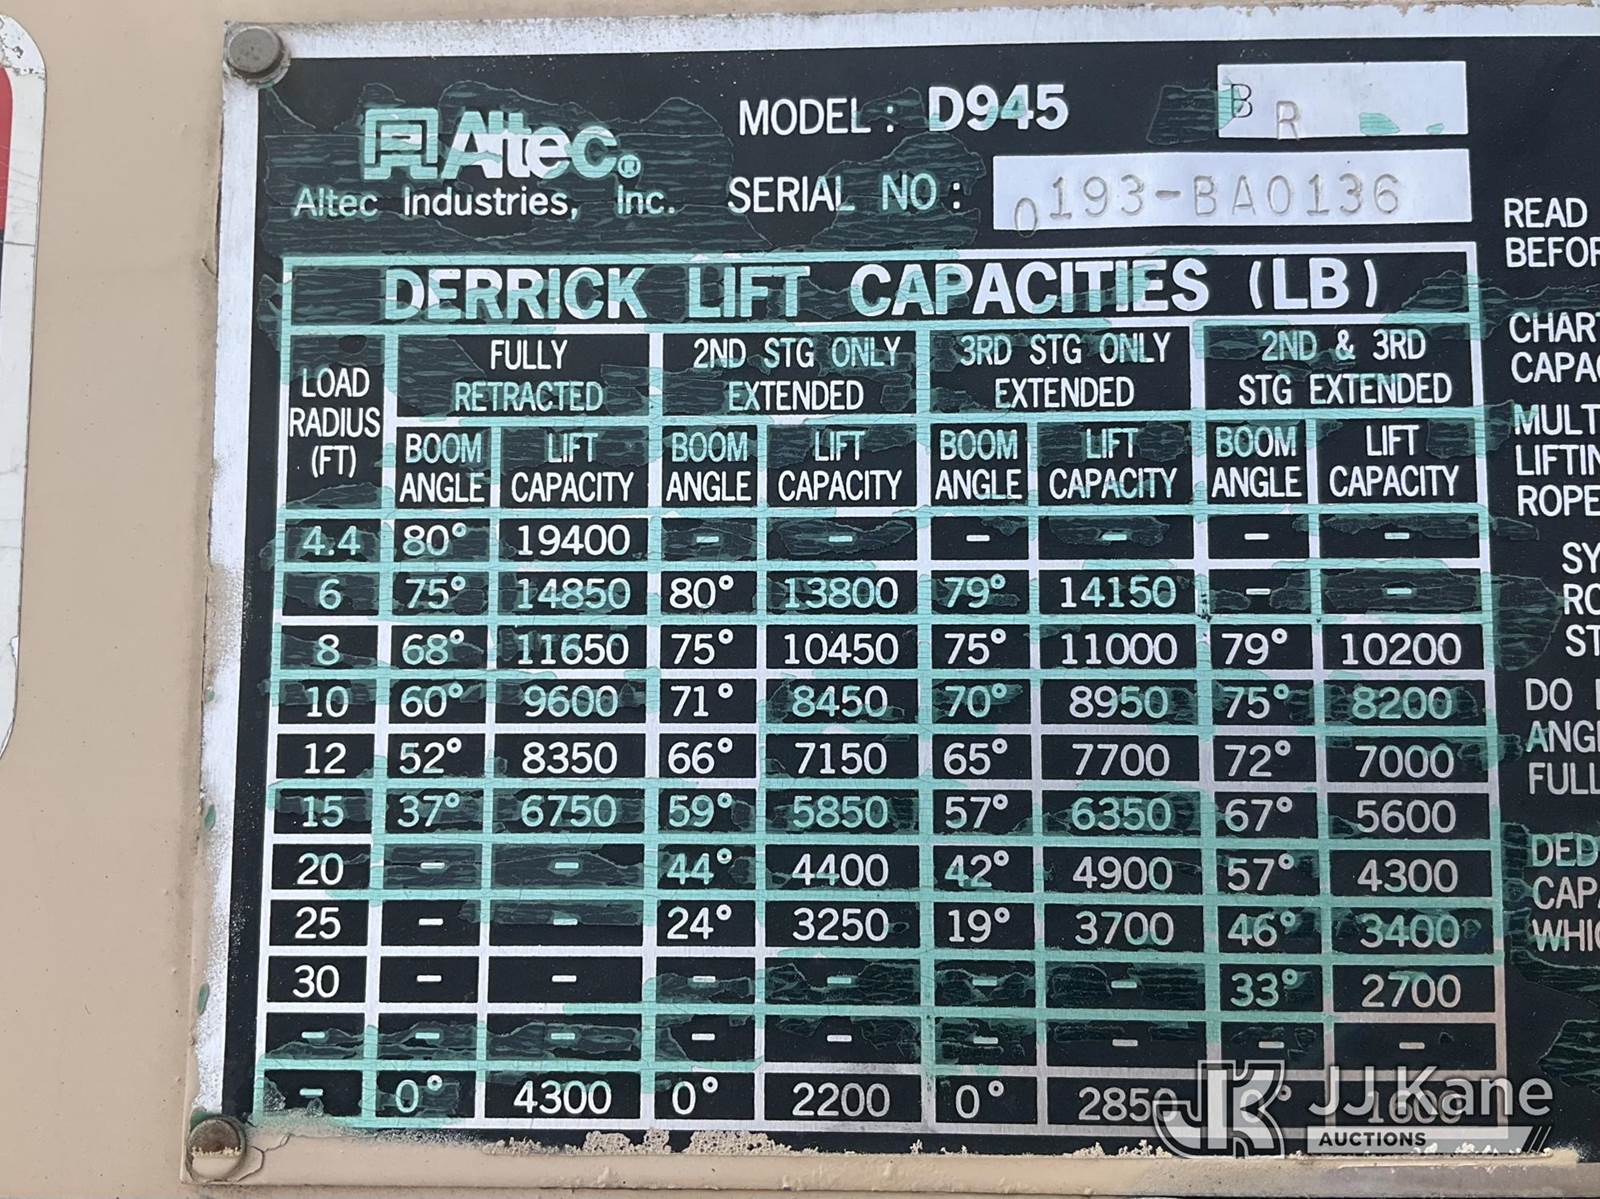 Altec®
Altec Industries, Inc.
MODEL: D945 BR
SERIAL NO: 0193-BA0136
DERRICK LIFT CAPACITIES (LB)
LOAD RADIUS (FT)
FULLY RETRACTED
2ND STG ONLY EXTENDED
3RD STG ONLY EXTENDED
2ND & 3RD STG EXTENDED
BOOM ANGLE LIFT CAPACITY BOOM ANGLE LIFT CAPACITY BOOM ANGLE LIFT CAPACITY BOOM ANGLE LIFT CAPACITY
4.4 80° 19400 - - - - - -
6 75° 14850 80° 13800 79° 14150 - -
8 68° 11650 75° 10450 75° 11000 79° 10200
10 60° 9600 71° 8450 70° 8950 75° 8200
12 52° 8350 66° 7150 65° 7700 72° 7000
15 37° 6750 59° 5850 57° 6350 67° 5600
20 - - 44° 4400 42° 4900 57° 4300
25 - - 24° 3250 19° 3700 46° 3400
30 - - - - - - 33° 2700
- - - - - - - - -
- 0° 4300 0° 2200 0° 2850 0° 1600
READ
BEFOR
CHART
CAPAC
MULT
LIFTIN
ROPE
SY
RO
ST
DO
ANGL
FULL
DED
CAPA
WHIC
JJ Kane
AUCTIONS